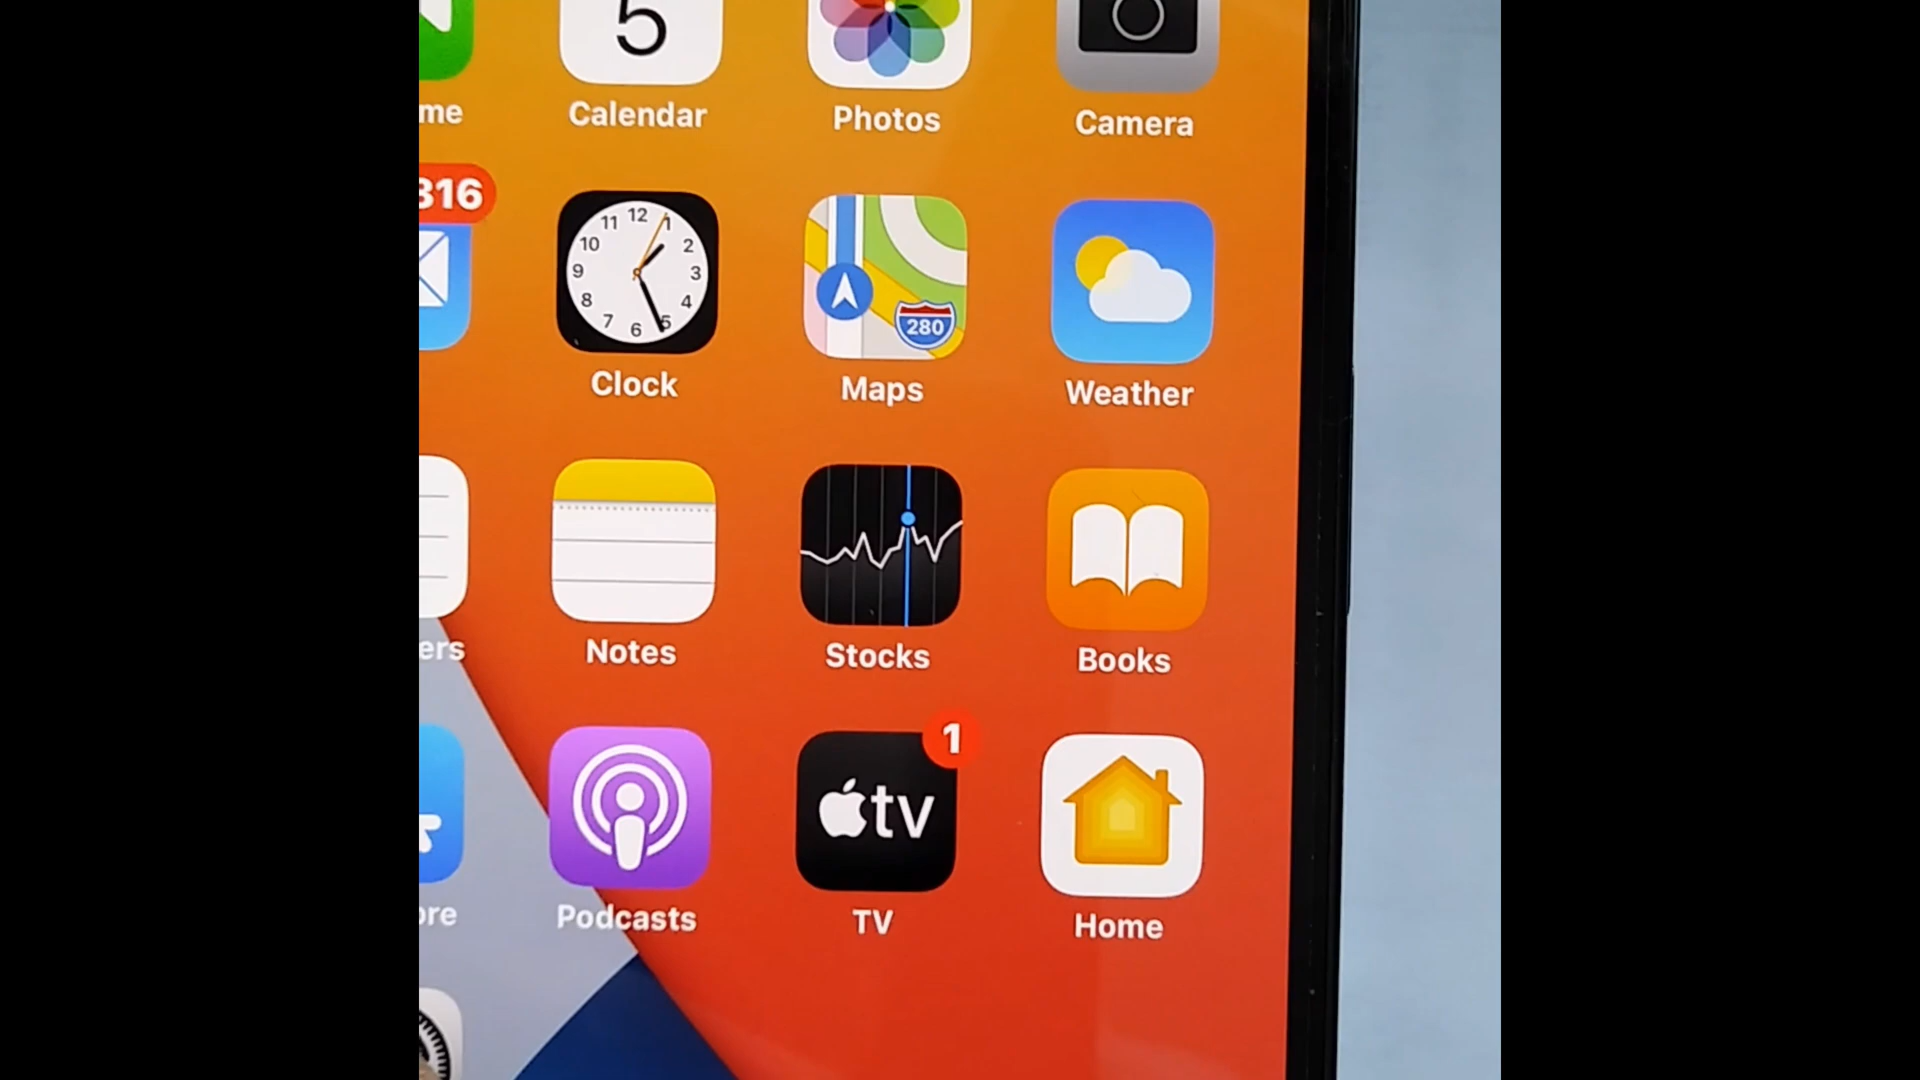 5
me Calendar Photos Camera
316
12
11 1
10 2
9 3
8 4
7 5
6
280
Clock Maps Weather
ers Notes Stocks Books
1
tv
ore Podcasts TV Home